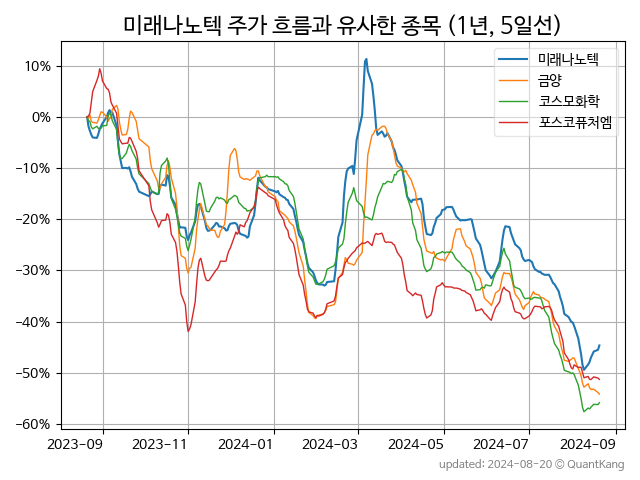 미래나노텍 주가 흐름과 유사한 종목 (1년, 5일선)
미래나노텍
금양
코스모화학
포스코퓨처엠
10%
0%
−10%
−20%
−30%
−40%
−50%
−60%
2023-09 2023-11 2024-01 2024-03 2024-05 2024-07 2024-09
updated: 2024-08-20 © QuantKang